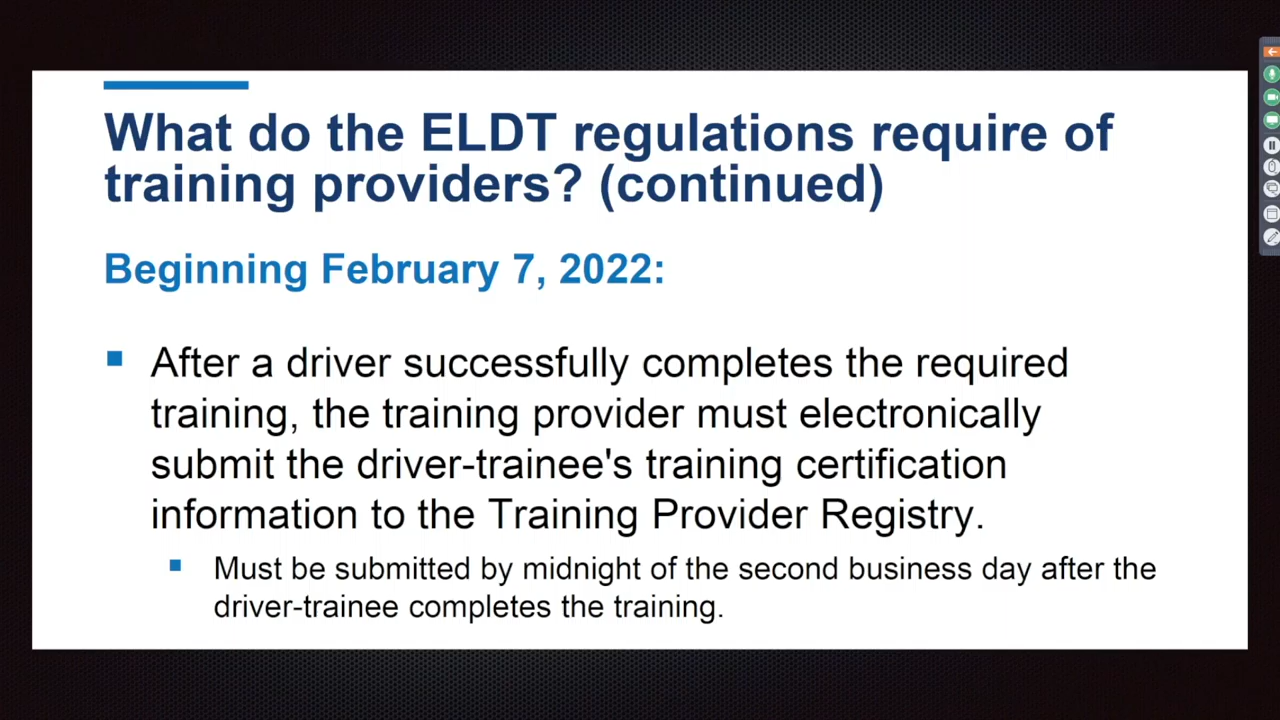 What do the ELDT regulations require of
training providers? (continued)
Beginning February 7, 2022:
After a driver successfully completes the required
training, the training provider must electronically
submit the driver-trainee's training certification
information to the Training Provider Registry.
Must be submitted by midnight of the second business day after the
driver-trainee completes the training.